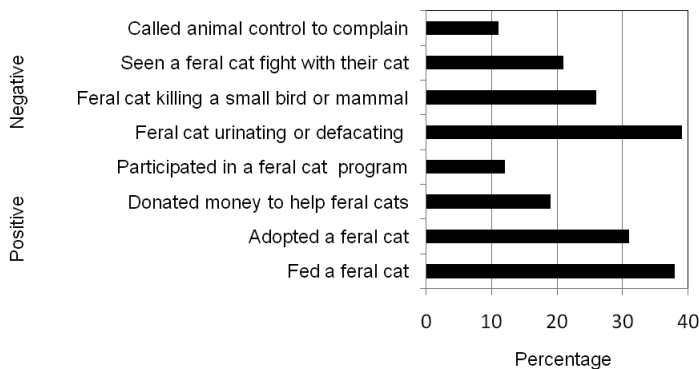 Negative
Positive
Called animal control to complain
Seen a feral cat fight with their cat
Feral cat killing a small bird or mammal
Feral cat urinating or defacating
Participated in a feral cat program
Donated money to help feral cats
Adopted a feral cat
Fed a feral cat
0 10 20 30 40
Percentage